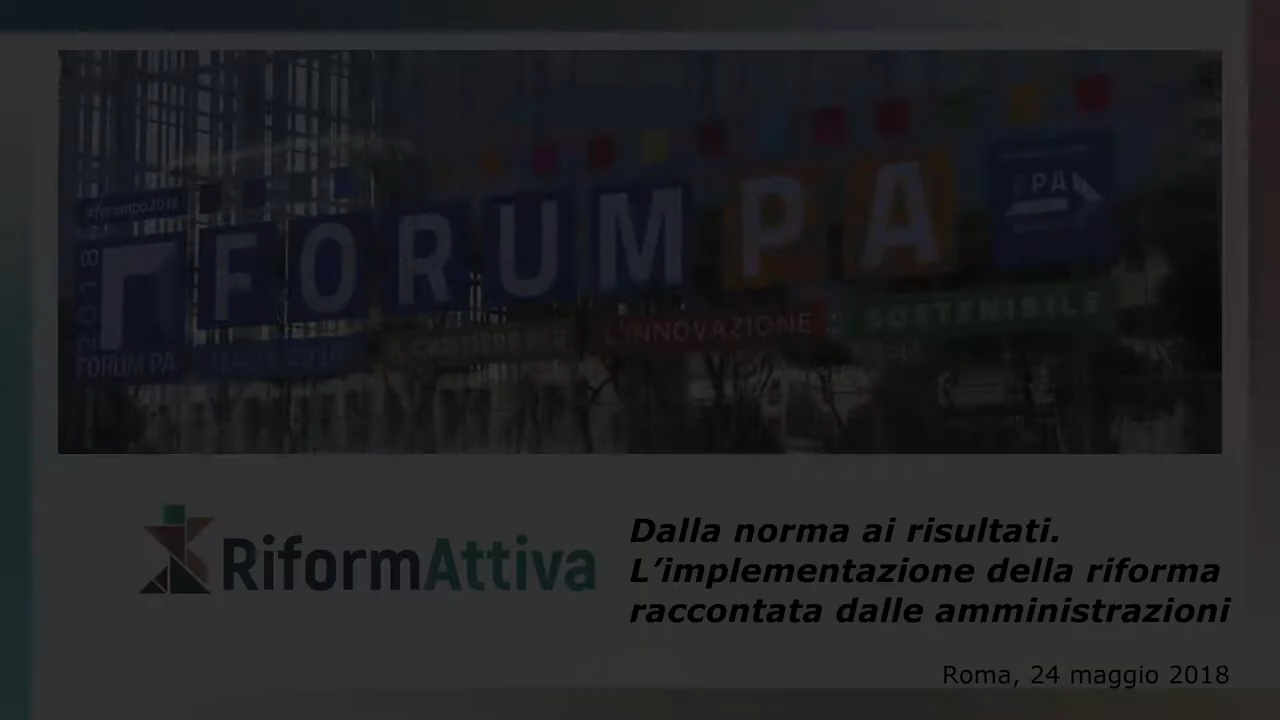 #forumpa2018
2018
FORUM PA
FORUM PA
L'INNOVAZIONE
SOSTENIBILE
PA
RiformAttiva
Dalla norma ai risultati.
L’implementazione della riforma
raccontata dalle amministrazioni
Roma, 24 maggio 2018